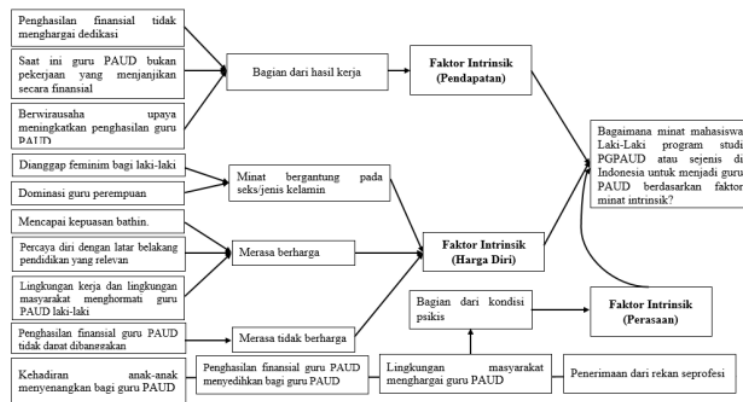 Penghasilan finansial tidak
menghargai dedikasi
Saat ini guru PAUD bukan
pekerjaan yang menjanjikan
secara finansial
Berwirausaha upaya
meningkatkan penghasilan guru
PAUD
Dianggap feminim bagi laki-laki
Dominasi guru perempuan
Mencapai kepuasan bathin.
Percaya diri dengan latar belakang
pendidikan yang relevan
Lingkungan kerja dan lingkungan
masyarakat menghormati guru
PAUD laki-laki
Penghasilan finansial guru PAUD
tidak dapat dibanggakan
Kehadiran anak-anak
menyenangkan bagi guru PAUD
Bagian dari hasil kerja
Minat bergantung pada
seks/jenis kelamin
Merasa berharga
Merasa tidak berharga
Penghasilan finansial guru PAUD
menyedihkan bagi guru PAUD
Lingkungan masyarakat
menghargai guru PAUD
Penerimaan dari rekan seprofesi
Bagian dari kondisi
psikis
Faktor Intrinsik
(Pendapatan)
Faktor Intrinsik
(Harga Diri)
Faktor Intrinsik
(Perasaan)
Bagaimana minat mahasiswa
Laki-Laki program studi
PGPAUD atau sejenis di
Indonesia untuk menjadi guru
PAUD berdasarkan faktor
minat intrinsik?